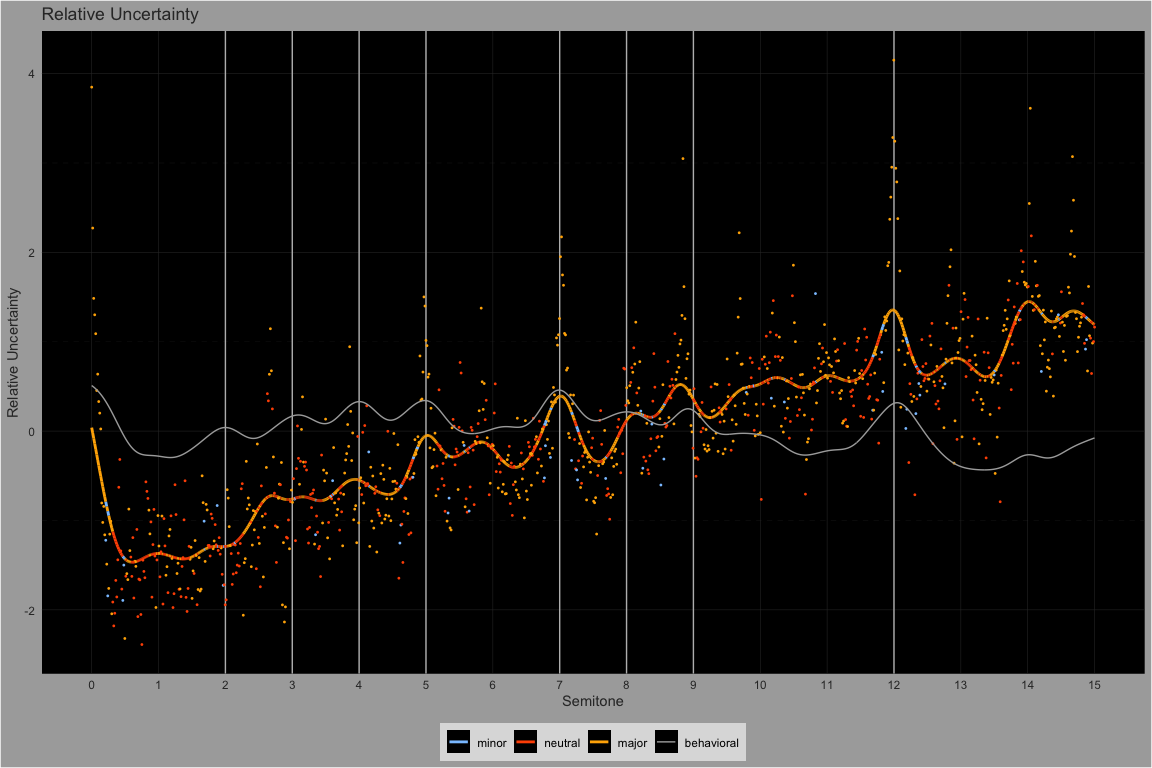 Relative Uncertainty
Relative Uncertainty
4
2
0
-2
0 1 2 3 4 5 6 7 8 9 10 11 12 13 14 15
Semitone
minor neutral major behavioral